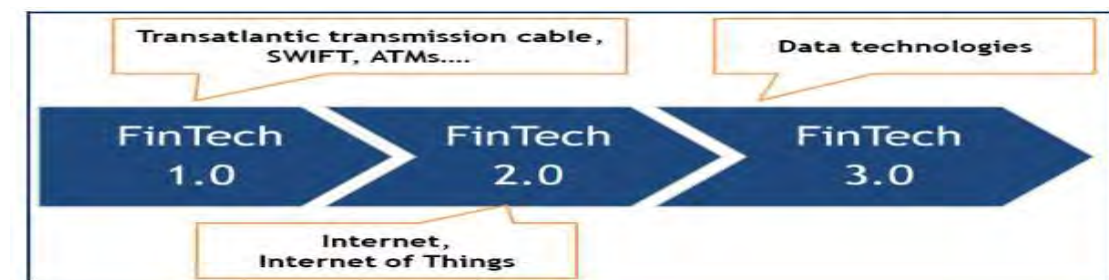 Transatlantic transmission cable,
SWIFT, ATMs....
Data technologies
FinTech
1.0
FinTech
2.0
FinTech
3.0
Internet,
Internet of Things